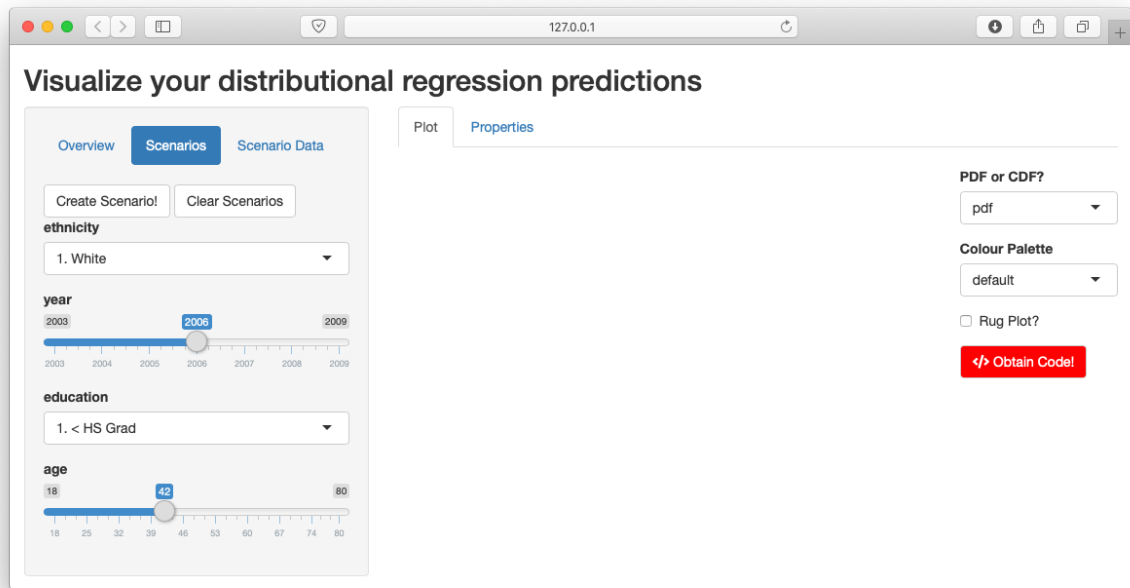 127.0.0.1
Visualize your distributional regression predictions
Overview Scenarios Scenario Data
Create Scenario! Clear Scenarios
ethnicity
1. White
year
2003 2006 2009
2003 2004 2005 2006 2007 2008 2009
education
1. < HS Grad
age
18 42 80
18 25 32 39 46 53 60 67 74 80
Plot Properties
PDF or CDF?
pdf
Colour Palette
default
Rug Plot?
</> Obtain Code!